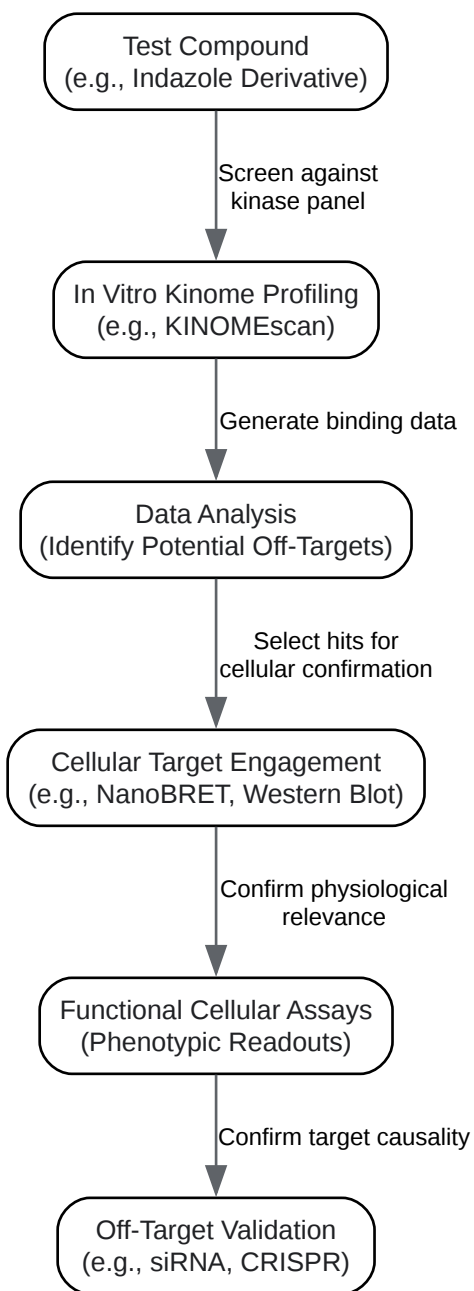 Test Compound
(e.g., Indazole Derivative)
Screen against
kinase panel
In Vitro Kinome Profiling
(e.g., KINOMEscan)
Generate binding data
Data Analysis
(Identify Potential Off-Targets)
Select hits for
cellular confirmation
Cellular Target Engagement
(e.g., NanoBRET, Western Blot)
Confirm physiological
relevance
Functional Cellular Assays
(Phenotypic Readouts)
Confirm target causality
Off-Target Validation
(e.g., siRNA, CRISPR)